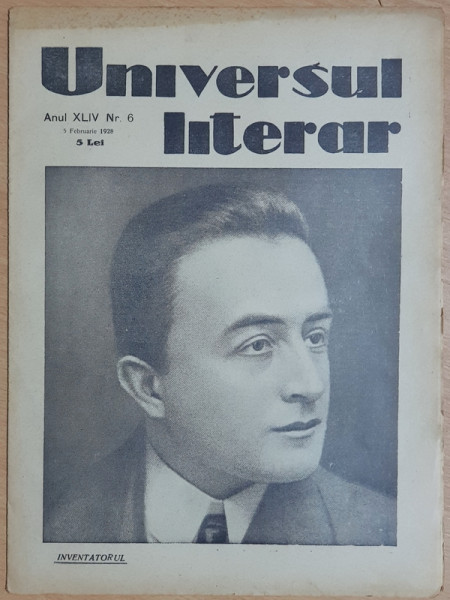 Universul
literar
Anul XLIV Nr. 6
5 Februarie 1928
5 Lei
INVENTATORUL